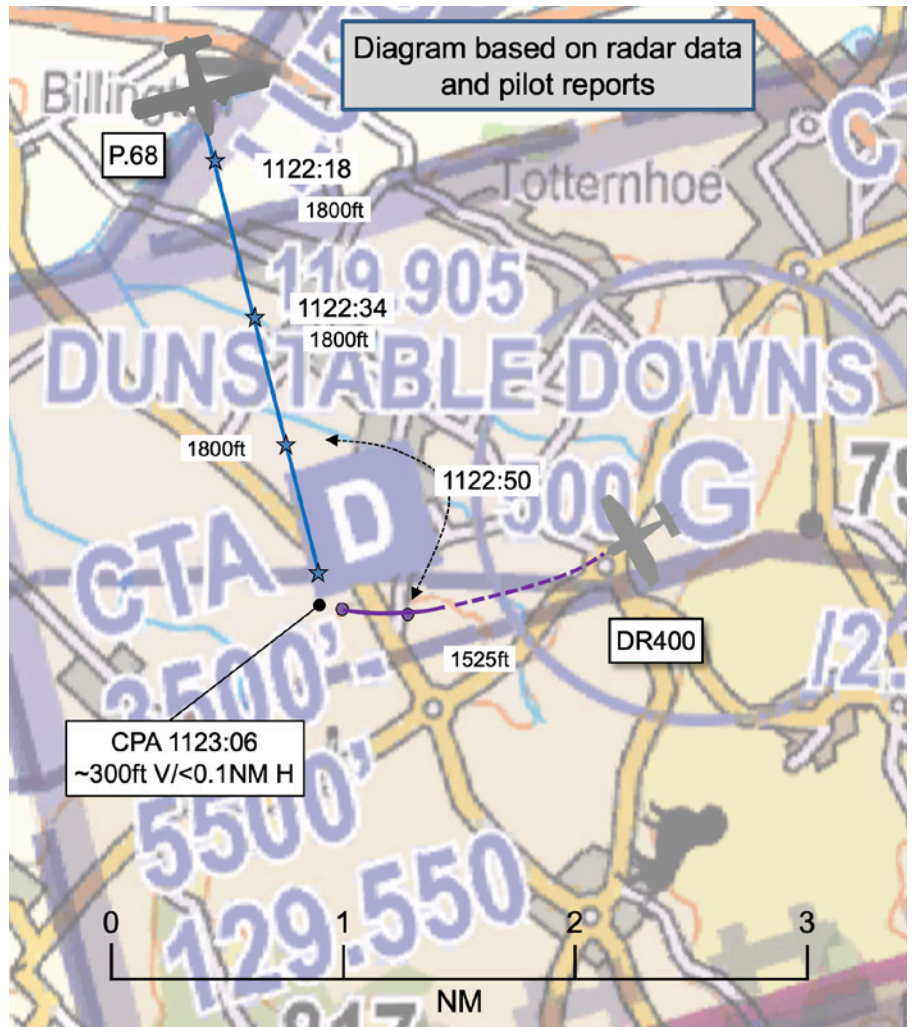 Diagram based on radar data
and pilot reports
P.68
1122:18
1800ft
Totternhoe
119.905
1122:34
1800ft
DUNSTABLE DOWNS
1800ft
1122:50
500
G
CTA D
1525ft
DR400
3500'-
CPA 1123:06
~300ft V/<0.1NM H
5500'
129.550
0 1 2 3
NM